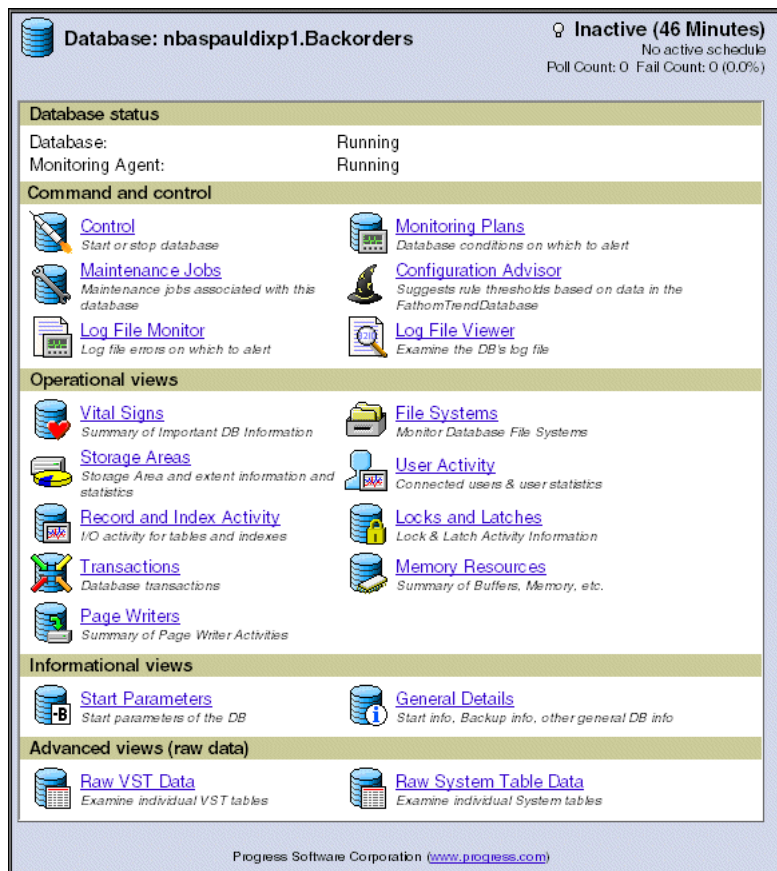 Database: nbaspauldixp1.Backorders
Inactive (46 Minutes)
No active schedule
Poll Count: 0 Fail Count: 0 (0.0%)
Database status
Database: Running
Monitoring Agent: Running
Command and control
Control
Start or stop database
Monitoring Plans
Database conditions on which to alert
Maintenance Jobs
Maintenance jobs associated with this
database
Configuration Advisor
Suggests rule thresholds based on data in the
FathomTrendDatabase
Log File Monitor
Log file errors on which to alert
Log File Viewer
Examine the DB's log file
Operational views
Vital Signs
Summary of Important DB Information
File Systems
Monitor Database File Systems
Storage Areas
Storage Area and extent information and
statistics
User Activity
Connected users & user statistics
Record and Index Activity
I/O activity for tables and indexes
Locks and Latches
Lock & Latch Activity Information
Transactions
Database transactions
Memory Resources
Summary of Buffers, Memory, etc.
Page Writers
Summary of Page Writer Activities
Informational views
-B
Start Parameters
Start parameters of the DB
General Details
Start info, Backup info, other general DB info
Advanced views (raw data)
Raw VST Data
Examine individual VST tables
Raw System Table Data
Examine individual System tables
Progress Software Corporation (www.progress.com)